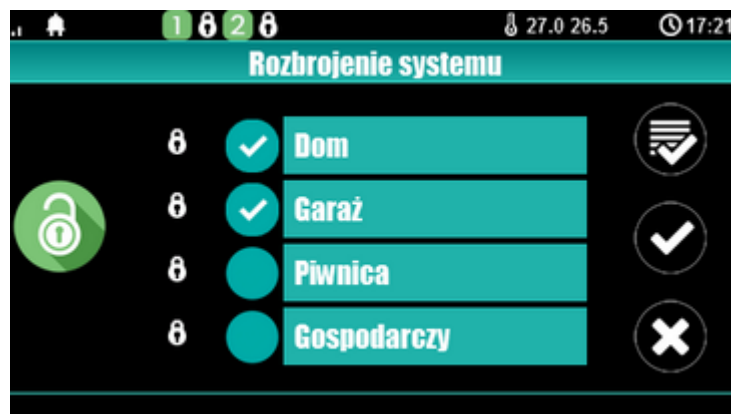 1 2 27.0 26.5 17:21
Rozbrojenie systemu
Dom
Garaż
Piwnica
Gospodarczy